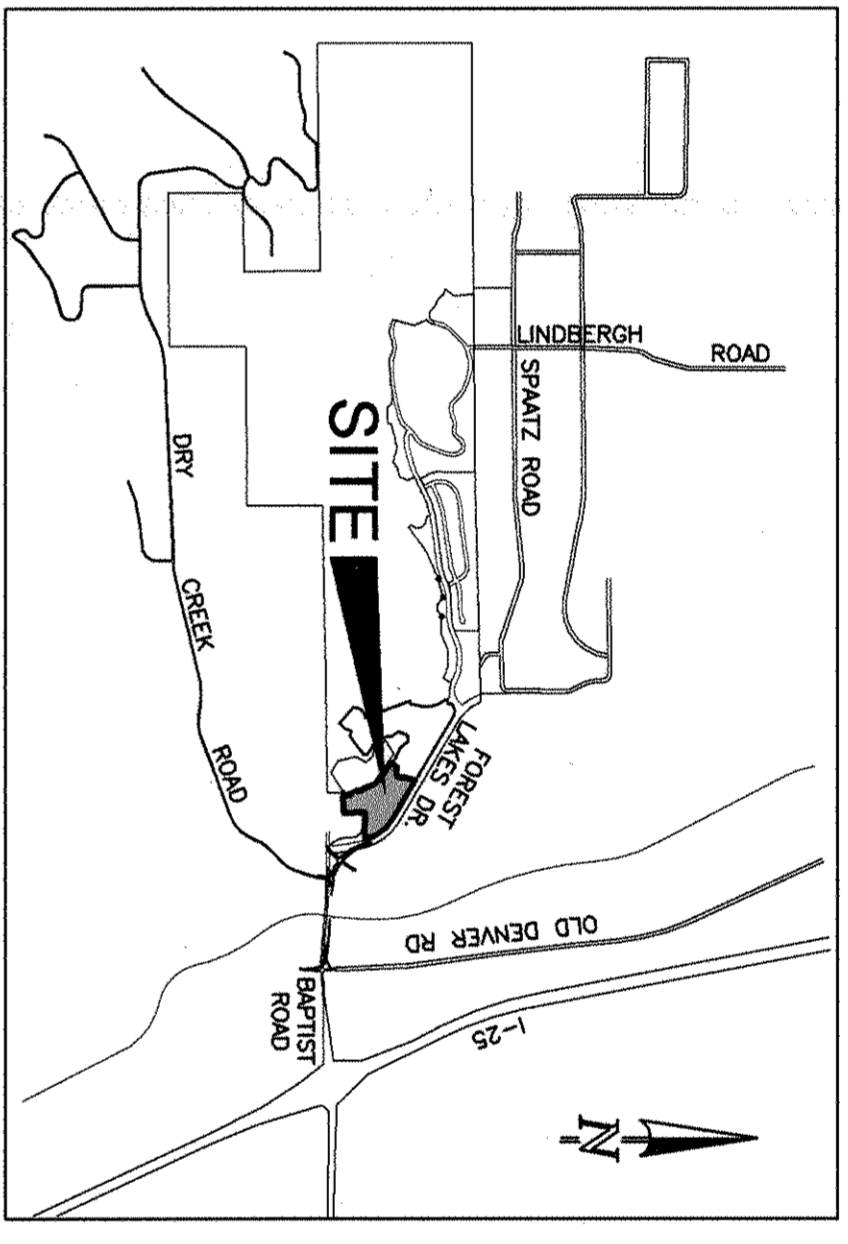 LINDBERGH ROAD
SPAATZ ROAD
SITE
DRY CREEK ROAD
FOREST
LAKES DR.
OLD DENVER RD
BAPTIST
ROAD
I-25
N